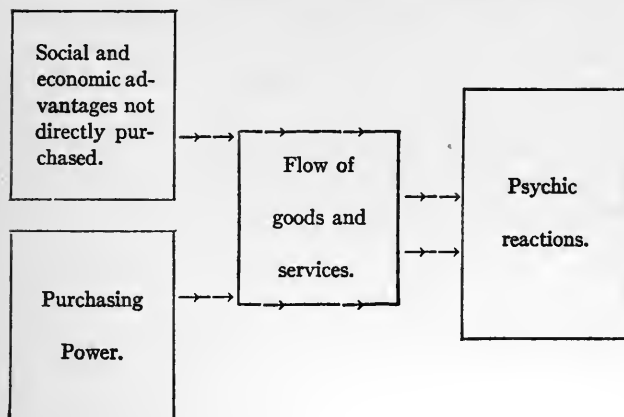 Social and
economic ad-
vantages not
directly pur-
chased.
Purchasing
Power.
Flow of
goods and
services.
Psychic
reactions.